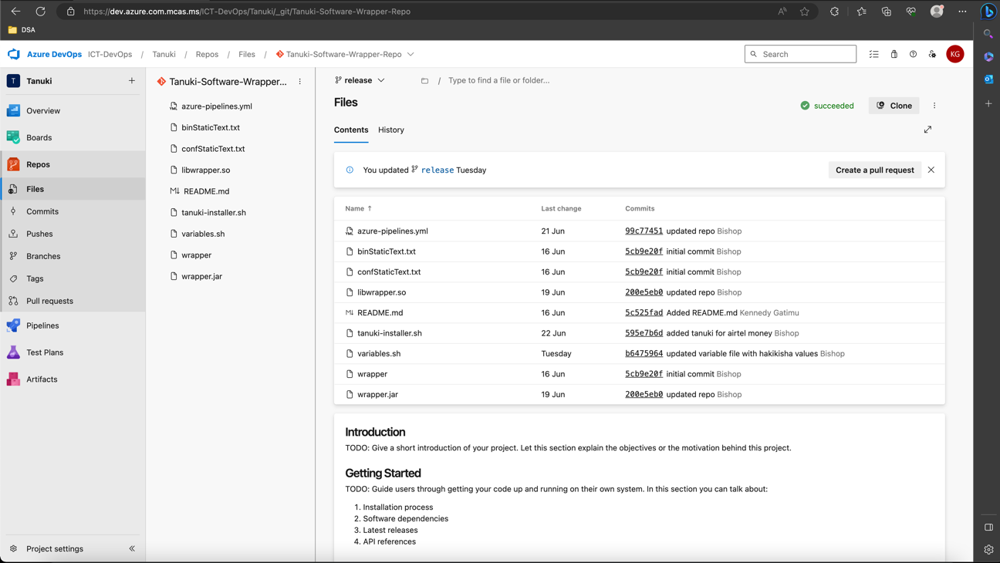 https://dev.azure.com.mcas.ms/ICT-DevOps/Tanuki/_git/Tanuki-Software-Wrapper-Repo
DSA
Azure DevOps ICT-DevOps / Tanuki / Repos / Files / Tanuki-Software-Wrapper-Repo
Search
KG
T Tanuki
Overview
Boards
Repos
Files
Commits
Pushes
Branches
Tags
Pull requests
Pipelines
Test Plans
Artifacts
Project settings
Tanuki-Software-Wrapper...
azure-pipelines.yml
binStaticText.txt
confStaticText.txt
libwrapper.so
README.md
tanuki-installer.sh
variables.sh
wrapper
wrapper.jar
release / Type to find a file or folder...
Files
succeeded
Clone
Contents History
You updated release Tuesday
Create a pull request
Name ↑ Last change Commits
azure-pipelines.yml 21 Jun 99c77451 updated repo Bishop
binStaticText.txt 16 Jun 5cb9e20f initial commit Bishop
confStaticText.txt 16 Jun 5cb9e20f initial commit Bishop
libwrapper.so 19 Jun 200e5eb0 updated repo Bishop
README.md 16 Jun 5c525fad Added README.md Kennedy Gatimu
tanuki-installer.sh 22 Jun 595e7b6d added tanuki for airtel money Bishop
variables.sh Tuesday b6475964 updated variable file with hakikisha values Bishop
wrapper 16 Jun 5cb9e20f initial commit Bishop
wrapper.jar 19 Jun 200e5eb0 updated repo Bishop
Introduction
TODO: Give a short introduction of your project. Let this section explain the objectives or the motivation behind this project.
Getting Started
TODO: Guide users through getting your code up and running on their own system. In this section you can talk about:
1. Installation process
2. Software dependencies
3. Latest releases
4. API references